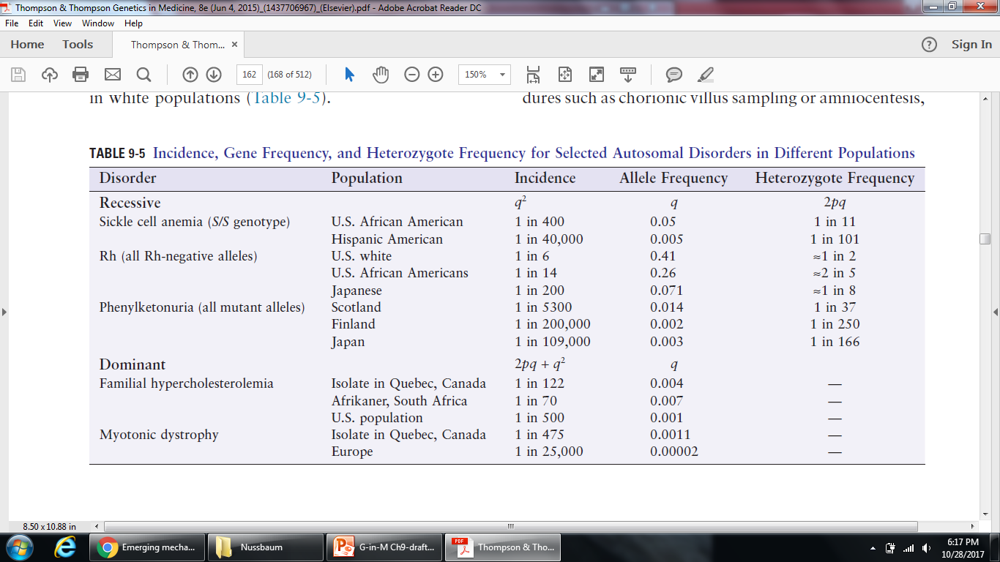 Thompson & Thompson Genetics in Medicine, 8e (Jun 4, 2015)_(1437706967)_(Elsevier).pdf - Adobe Acrobat Reader DC
File Edit View Window Help
Home Tools Thompson & Thom... × ? Sign In
162 (168 of 512) 150%
in white populations (Table 9-5). dures such as chorionic villus sampling or amniocentesis,
TABLE 9-5 Incidence, Gene Frequency, and Heterozygote Frequency for Selected Autosomal Disorders in Different Populations
Disorder Population Incidence Allele Frequency Heterozygote Frequency
Recessive q² q 2pq
Sickle cell anemia (S/S genotype) U.S. African American 1 in 400 0.05 1 in 11
Hispanic American 1 in 40,000 0.005 1 in 101
Rh (all Rh-negative alleles) U.S. white 1 in 6 0.41 ≈1 in 2
U.S. African Americans 1 in 14 0.26 ≈2 in 5
Japanese 1 in 200 0.071 ≈1 in 8
Phenylketonuria (all mutant alleles) Scotland 1 in 5300 0.014 1 in 37
Finland 1 in 200,000 0.002 1 in 250
Japan 1 in 109,000 0.003 1 in 166
Dominant 2pq + q² q
Familial hypercholesterolemia Isolate in Quebec, Canada 1 in 122 0.004 —
Afrikaner, South Africa 1 in 70 0.007 —
U.S. population 1 in 500 0.001 —
Myotonic dystrophy Isolate in Quebec, Canada 1 in 475 0.0011 —
Europe 1 in 25,000 0.00002 —
8.50 x 10.88 in
Emerging mecha... Nussbaum G-in-M Ch9-draft... PDF Thompson & Tho... 6:17 PM
10/28/2017